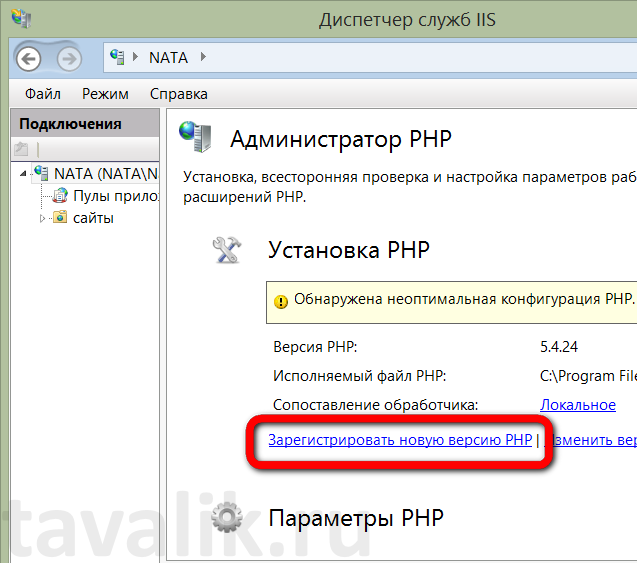 Диспетчер служб IIS
NATA
Файл Режим Справка
Подключения
Администратор PHP
NATA (NATA\N
Установка, всесторонняя проверка и настройка параметров раб
Пулы прило
расширений PHP.
сайты
Установка PHP
Обнаружена неоптимальная конфигурация PHP.
Версия PHP: 5.4.24
Исполняемый файл PHP: C:\Program File
Сопоставление обработчика: Локальное
Зарегистрировать новую версию PHP | Изменить вер
Параметры PHP
tavalik.ru